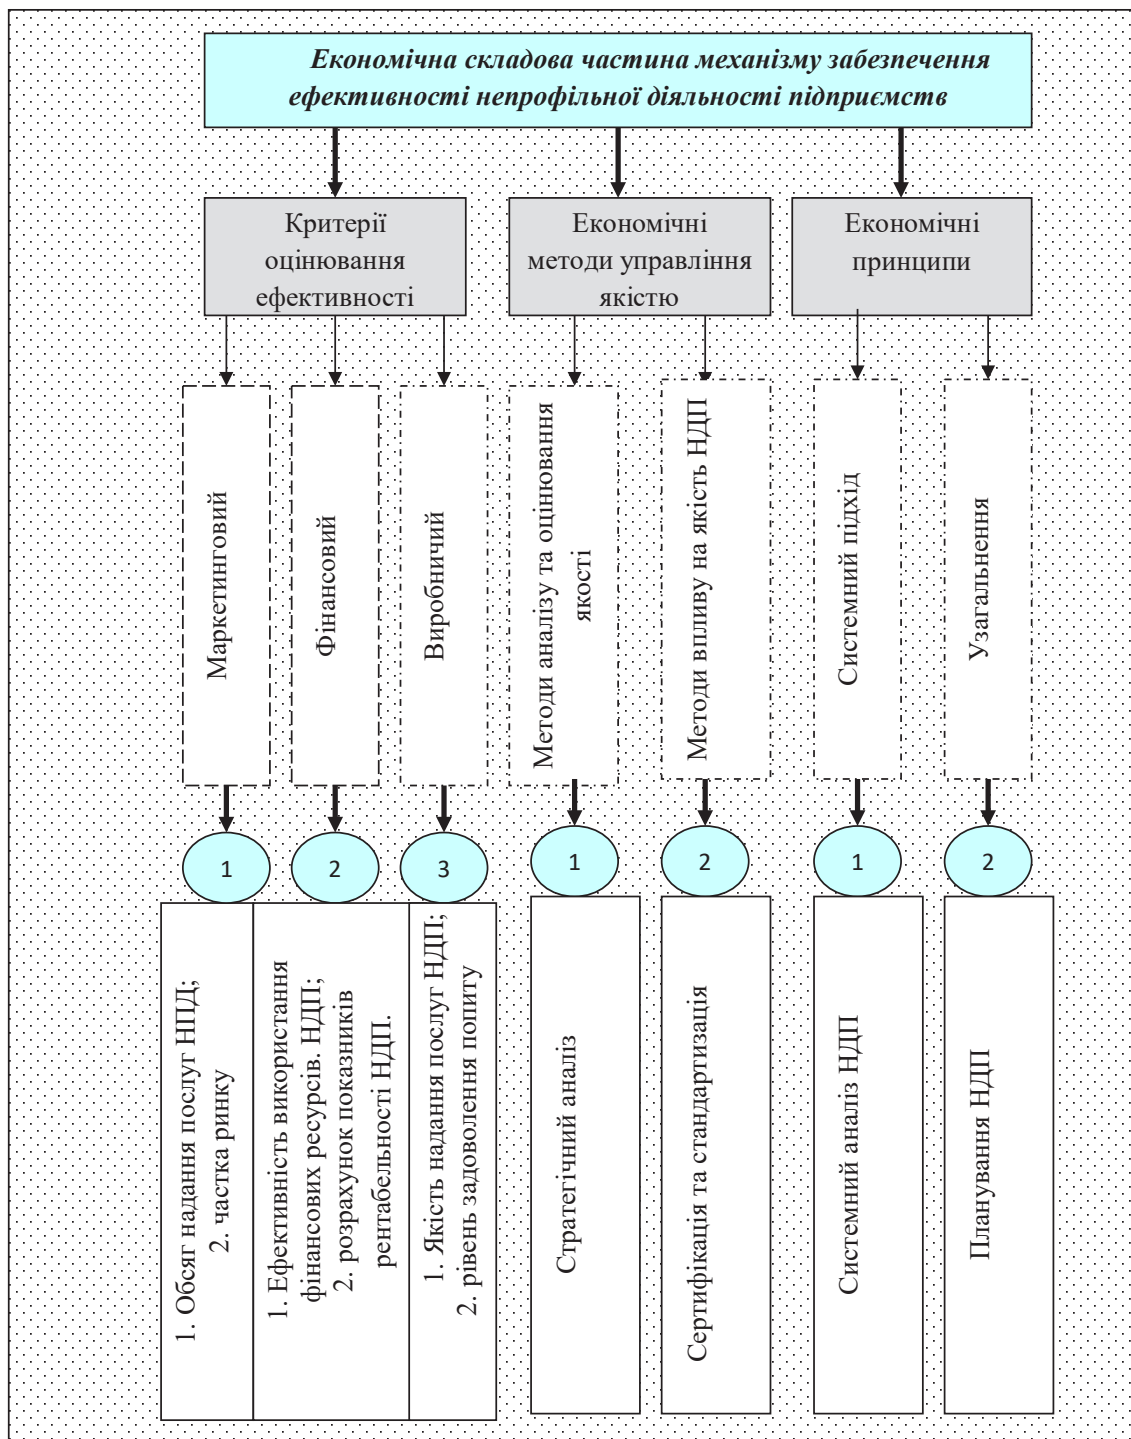 Економічна складова частина механізму забезпечення
ефективності непрофільної діяльності підприємств
Критерії
оцінювання
ефективності
Економічні
методи управління
якістю
Економічні
принципи
Маркетинговий
Фінансовий
Виробничий
Методи аналізу та оцінювання
якості
Методи впливу на якість НДП
Системний підхід
Узагальнення
1
2
3
1
2
1
2
1. Обсяг надання послуг НПД;
2. частка ринку
1. Ефективність використання
фінансових ресурсів. НДП;
2. розрахунок показників
рентабельності НДП.
1. Якість надання послуг НДП;
2. рівень задоволення попиту
Стратегічний аналіз
Сертифікація та стандартизація
Системний аналіз НДП
Планування НДП